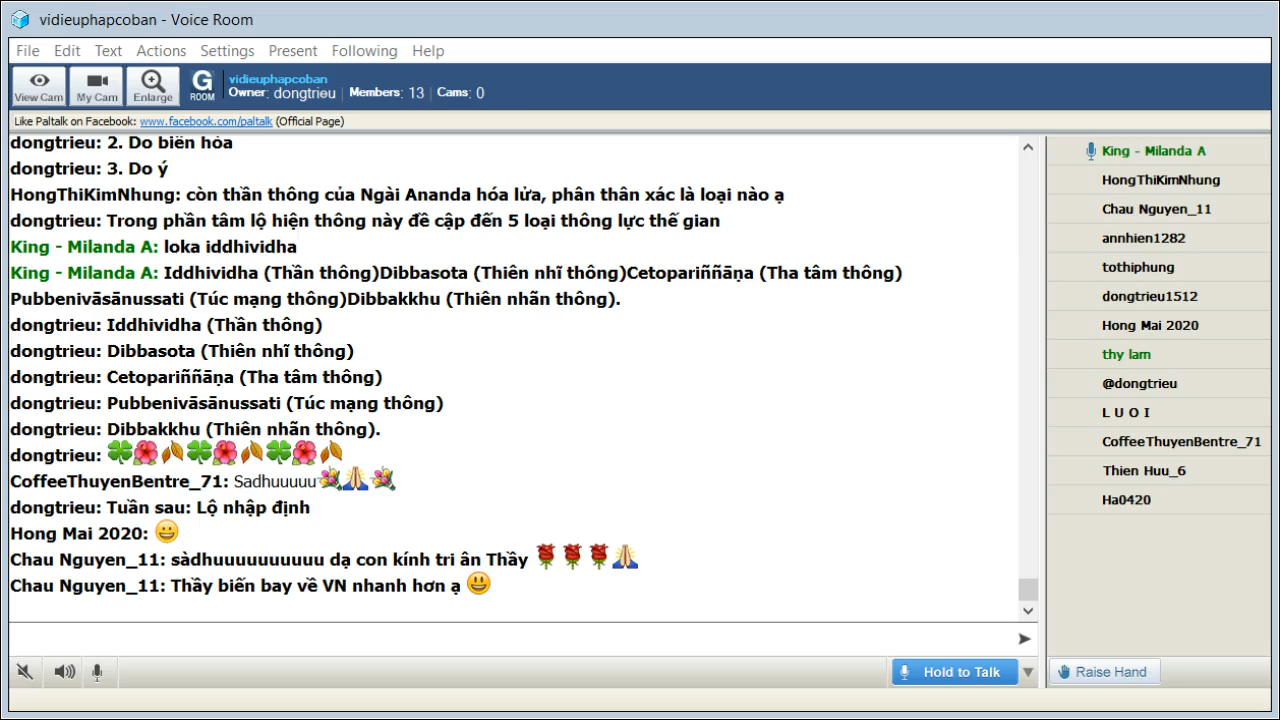 vidieuphapcoban - Voice Room
File Edit Text Actions Settings Present Following Help
View Cam My Cam Enlarge G ROOM
vidieuphapcoban
Owner: dongtrieu Members: 13 Cams: 0
Like Paltalk on Facebook: www.facebook.com/paltalk (Official Page)
dongtrieu: 2. Do biến hóa
dongtrieu: 3. Do ý
HongThiKimNhung: còn thần thông của Ngài Ananda hóa lửa, phân thân xác là loại nào ạ
dongtrieu: Trong phần tâm lộ hiện thông này đề cập đến 5 loại thông lực thế gian
King - Milanda A: loka iddhividha
King - Milanda A: Iddhividha (Thần thông)Dibbasota (Thiên nhĩ thông)Cetopariññāṇa (Tha tâm thông)
Pubbenivāsānussati (Túc mạng thông)Dibbakkhu (Thiên nhãn thông).
dongtrieu: Iddhividha (Thần thông)
dongtrieu: Dibbasota (Thiên nhĩ thông)
dongtrieu: Cetopariññāṇa (Tha tâm thông)
dongtrieu: Pubbenivāsānussati (Túc mạng thông)
dongtrieu: Dibbakkhu (Thiên nhãn thông).
dongtrieu: 🍀🌺🍂🍀🌺🍂🍀🌺🍂
CoffeeThuyenBentre_71: Sadhuuuuu💐🙏💐
dongtrieu: Tuần sau: Lộ nhập định
Hong Mai 2020: 😀
Chau Nguyen_11: sàdhuuuuuuuuuuu dạ con kính tri ân Thầy 🌹🌹🌹🙏
Chau Nguyen_11: Thầy biến bay về VN nhanh hơn ạ 😃
Hold to Talk
King - Milanda A
HongThiKimNhung
Chau Nguyen_11
annhien1282
tothiphung
dongtrieu1512
Hong Mai 2020
thy lam
@dongtrieu
L U O I
CoffeeThuyenBentre_71
Thien Huu_6
Ha0420
Raise Hand